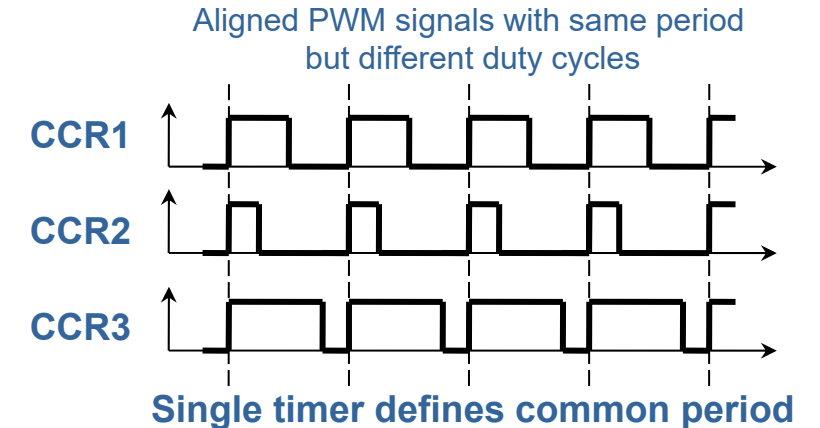 Aligned PWM signals with same period
but different duty cycles
CCR1
CCR2
CCR3
Single timer defines common period